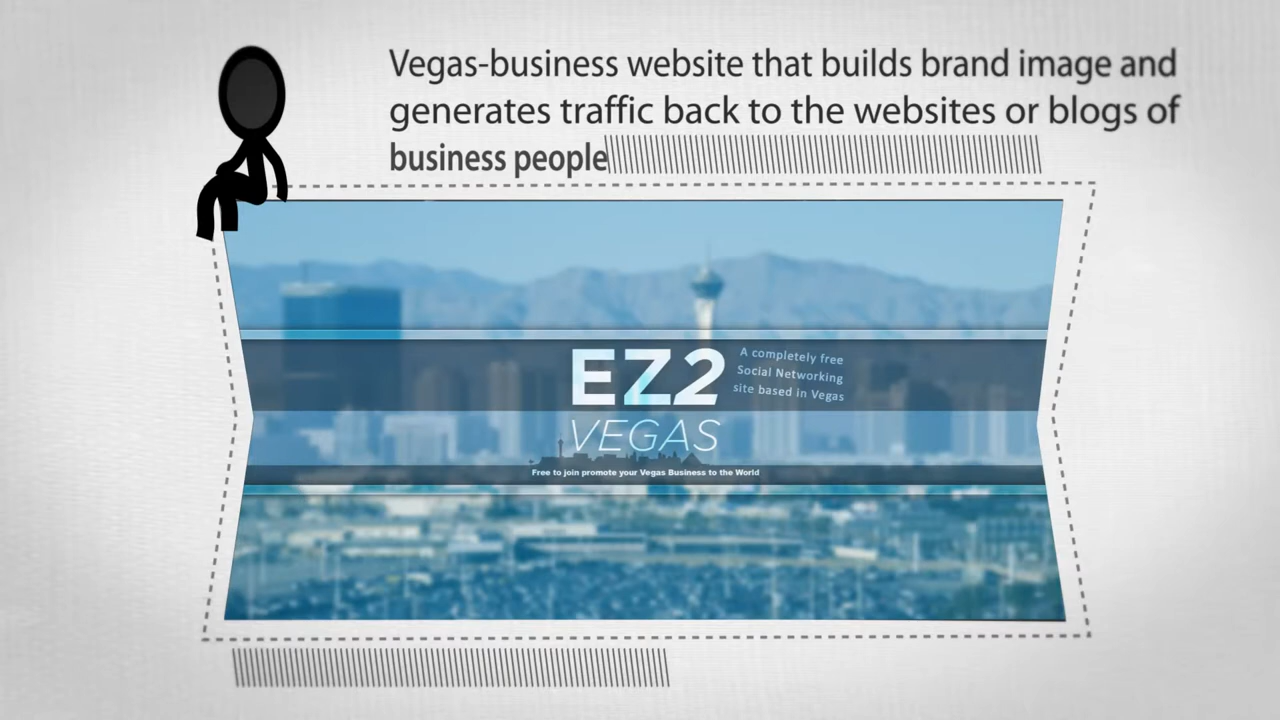 Vegas-business website that builds brand image and
generates traffic back to the websites or blogs of
business people
EZ2
VEGAS
A completely free
Social Networking
site based in Vegas
Free to join promote your Vegas Business to the World